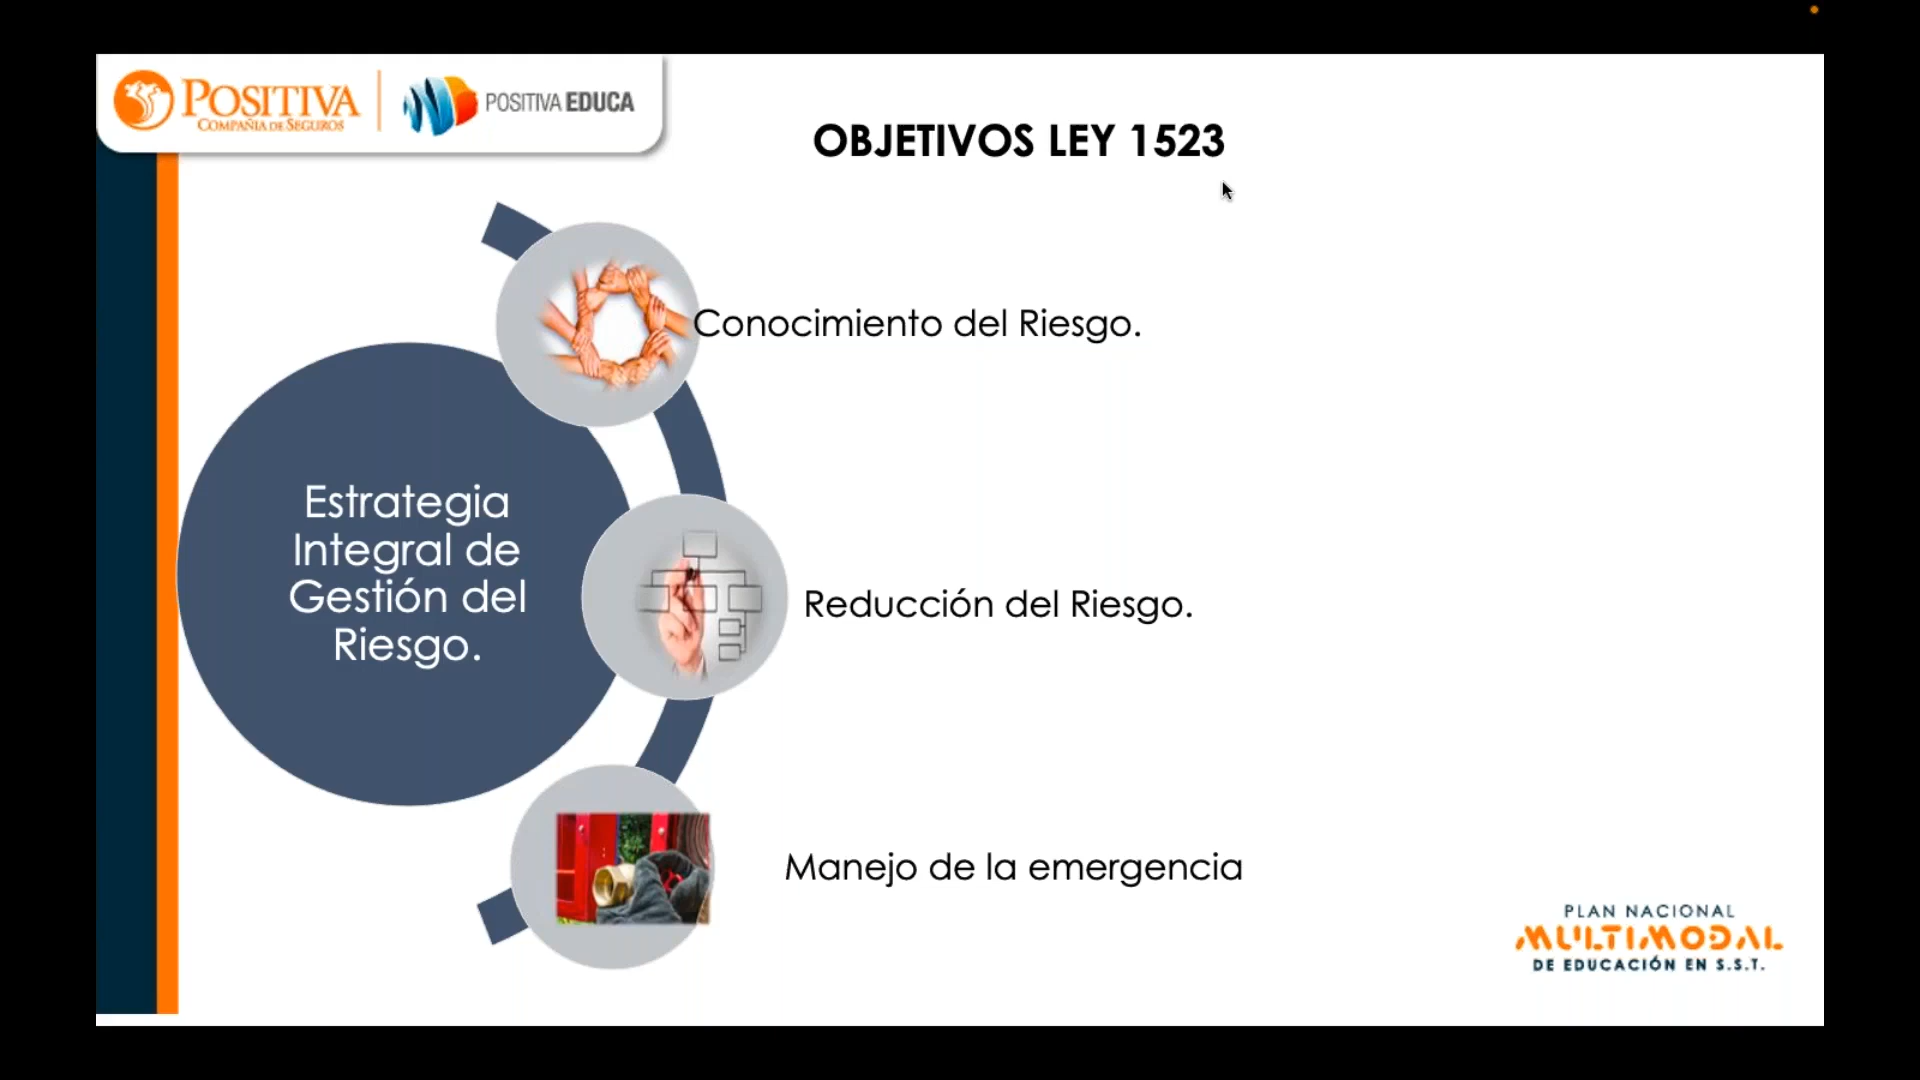 POSITIVA
COMPAÑÍA DE SEGUROS
POSITIVA EDUCA
OBJETIVOS LEY 1523
Conocimiento del Riesgo.
Estrategia
Integral de
Gestión del
Riesgo.
Reducción del Riesgo.
Manejo de la emergencia
PLAN NACIONAL
MULTIMODAL
DE EDUCACIÓN EN S.S.T.